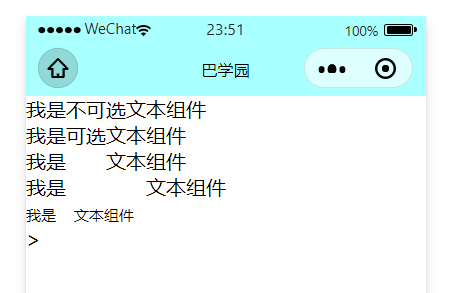 ●●●●● WeChat 23:51 100%
巴学园
我是不可选文本组件
我是可选文本组件
我是  文本组件
我是    文本组件
我是 文本组件
>